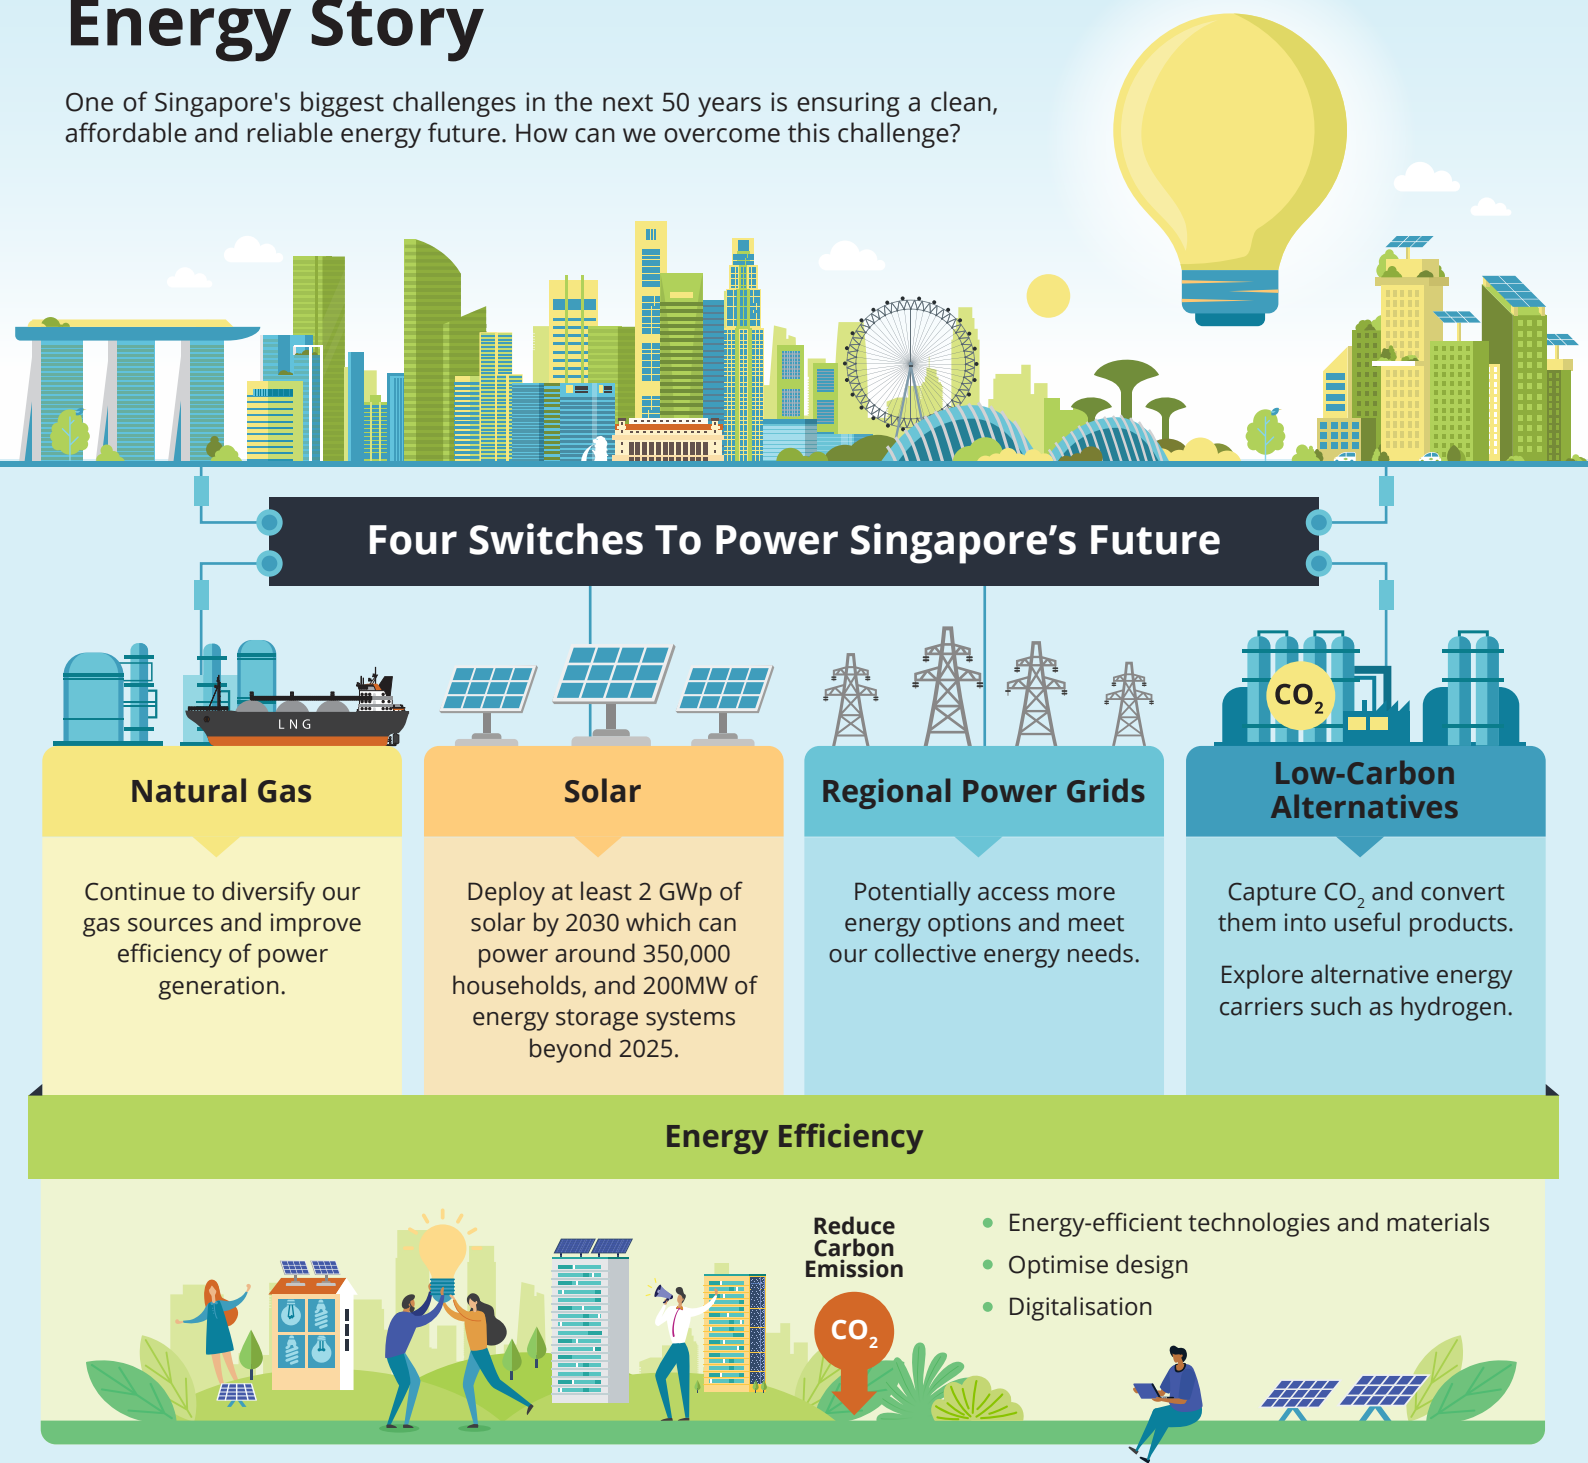 Energy Story
One of Singapore's biggest challenges in the next 50 years is ensuring a clean,
affordable and reliable energy future. How can we overcome this challenge?
Four Switches To Power Singapore’s Future
LNG
CO₂
Natural Gas
Continue to diversify our
gas sources and improve
efficiency of power
generation.
Solar
Deploy at least 2 GWp of
solar by 2030 which can
power around 350,000
households, and 200MW of
energy storage systems
beyond 2025.
Regional Power Grids
Potentially access more
energy options and meet
our collective energy needs.
Low-Carbon
Alternatives
Capture CO₂ and convert
them into useful products.
Explore alternative energy
carriers such as hydrogen.
Energy Efficiency
Reduce
Carbon
Emission
CO₂
• Energy-efficient technologies and materials
• Optimise design
• Digitalisation